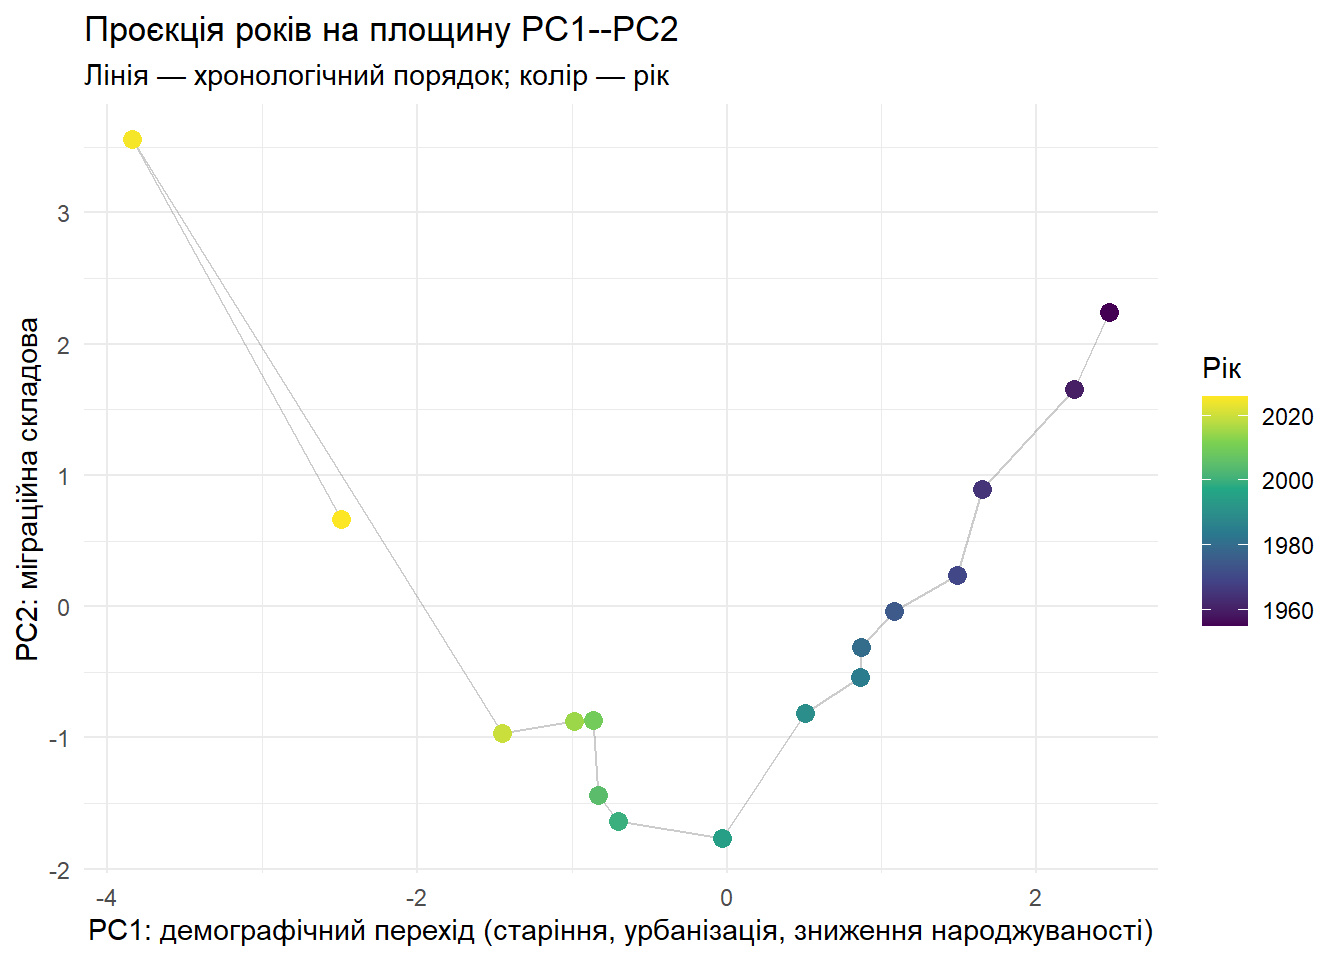 Проєкція років на площину PC1--PC2
Лінія — хронологічний порядок; колір — рік
3
2
1
0
-1
-2
-4
-2
0
2
PC1: демографічний перехід (старіння, урбанізація, зниження народжуваності)
PC2: міграційна складова
Рік
2020
2000
1980
1960